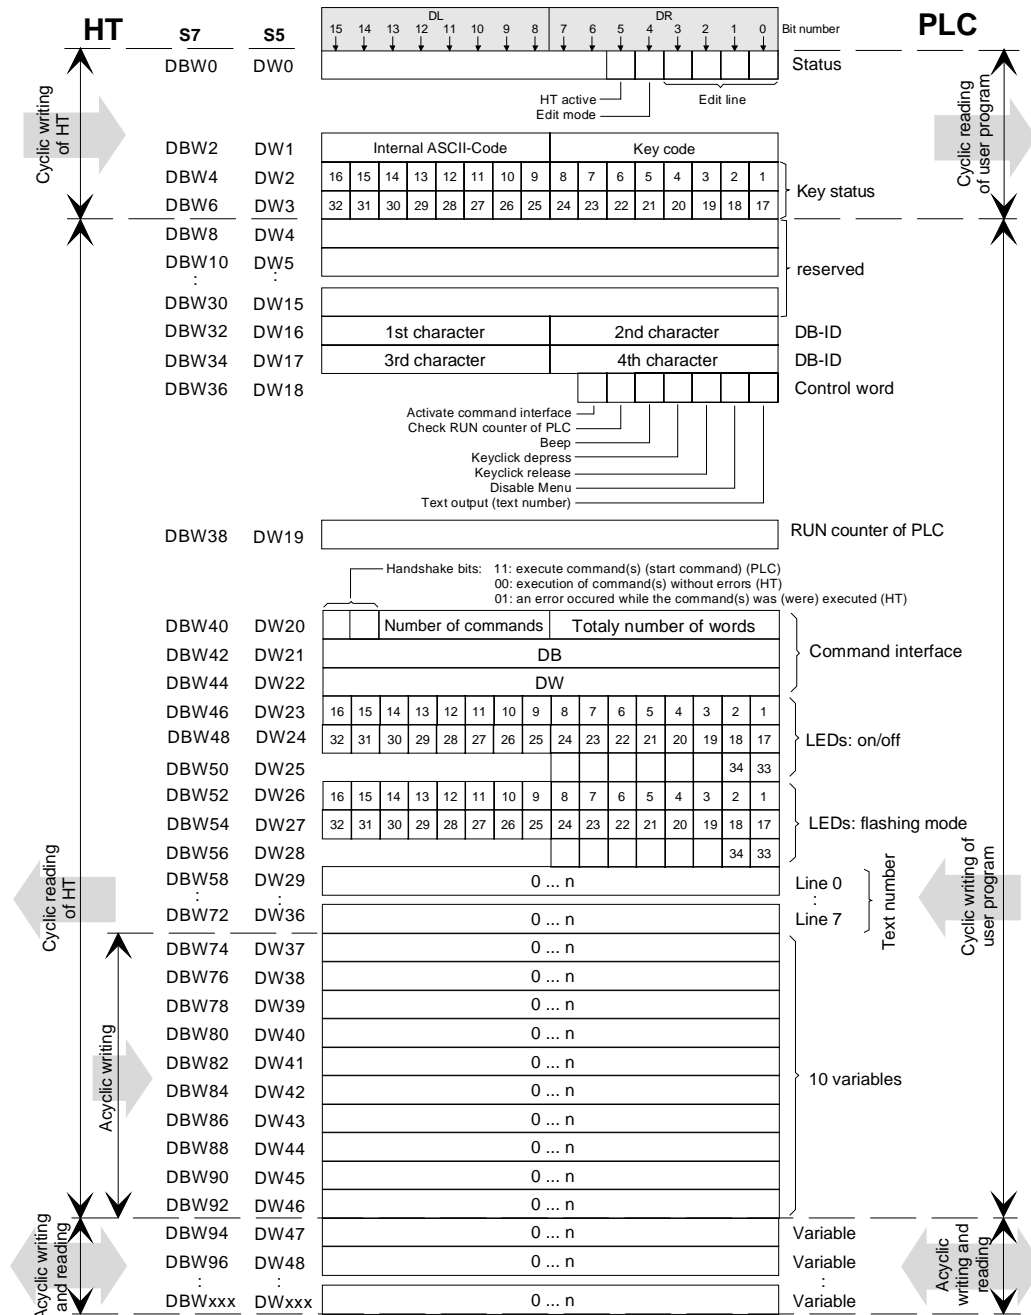 HT S7 S5 DL DR PLC
15 14 13 12 11 10 9 8 7 6 5 4 3 2 1 0 Bit number
DBW0 DW0 Status
HT active Edit line
Edit mode
Cyclic writing
of HT
Cyclic reading
of user program
DBW2 DW1 Internal ASCII-Code Key code
DBW4 DW2 16 15 14 13 12 11 10 9 8 7 6 5 4 3 2 1
Key status
DBW6 DW3 32 31 30 29 28 27 26 25 24 23 22 21 20 19 18 17
DBW8 DW4
DBW10 DW5 reserved
: :
DBW30 DW15
DBW32 DW16 1st character 2nd character DB-ID
DBW34 DW17 3rd character 4th character DB-ID
DBW36 DW18 Control word
Activate command interface
Check RUN counter of PLC
Beep
Keyclick depress
Keyclick release
Disable Menu
Text output (text number)
DBW38 DW19 RUN counter of PLC
Handshake bits: 11: execute command(s) (start command) (PLC)
00: execution of command(s) without errors (HT)
01: an error occured while the command(s) was (were) executed (HT)
DBW40 DW20 Number of commands Totaly number of words
DBW42 DW21 DB Command interface
DBW44 DW22 DW
DBW46 DW23 16 15 14 13 12 11 10 9 8 7 6 5 4 3 2 1
DBW48 DW24 32 31 30 29 28 27 26 25 24 23 22 21 20 19 18 17 LEDs: on/off
DBW50 DW25 34 33
DBW52 DW26 16 15 14 13 12 11 10 9 8 7 6 5 4 3 2 1
DBW54 DW27 32 31 30 29 28 27 26 25 24 23 22 21 20 19 18 17 LEDs: flashing mode
DBW56 DW28 34 33
DBW58 DW29 0 ... n Line 0
: : :
DBW72 DW36 0 ... n Line 7
Text number
Cyclic reading
of HT
Cyclic writing of
user program
DBW74 DW37 0 ... n
DBW76 DW38 0 ... n
DBW78 DW39 0 ... n
DBW80 DW40 0 ... n
DBW82 DW41 0 ... n
DBW84 DW42 0 ... n 10 variables
DBW86 DW43 0 ... n
DBW88 DW44 0 ... n
DBW90 DW45 0 ... n
DBW92 DW46 0 ... n
Acyclic writing
DBW94 DW47 0 ... n Variable
DBW96 DW48 0 ... n Variable
: : :
DBWxxx DWxxx 0 ... n Variable
Acyclic writing
and reading
Acyclic
writing and
reading